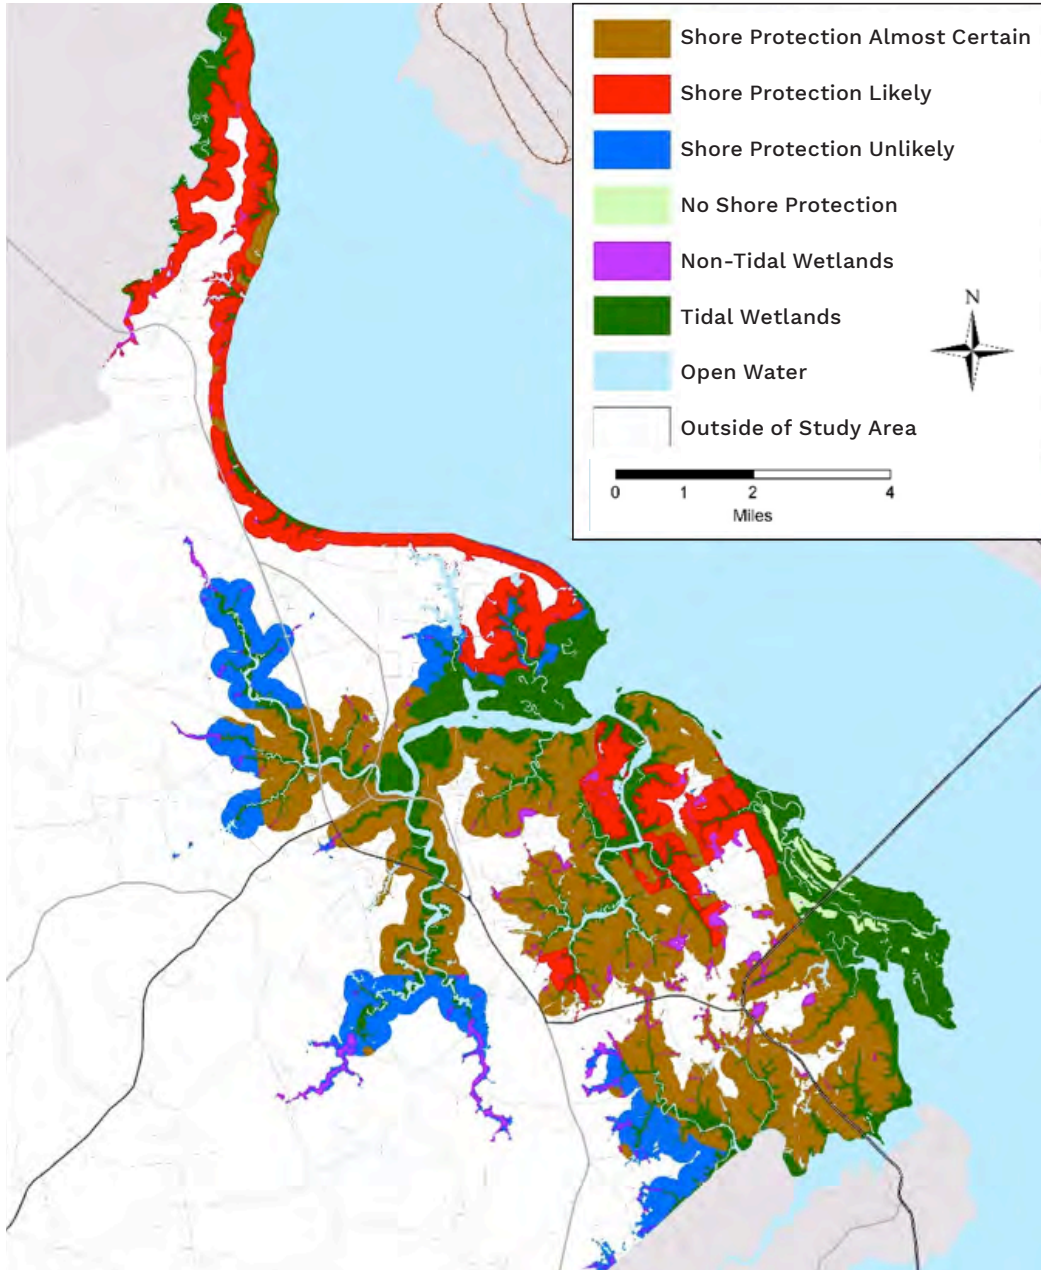 Shore Protection Almost Certain
Shore Protection Likely
Shore Protection Unlikely
No Shore Protection
Non-Tidal Wetlands
Tidal Wetlands
Open Water
Outside of Study Area
N
0 1 2 4
Miles